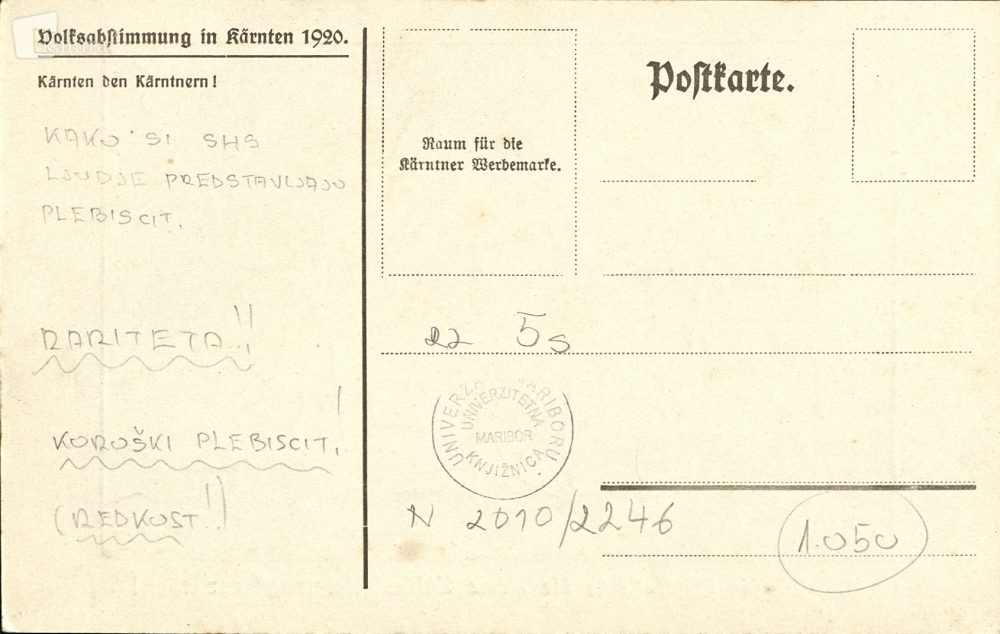 Volksabstimmung in Kärnten 1920.
Kärnten den Kärntnern!
KAKO SI SHS
LJUDJE PREDSTAVLJAJO
PLEBISCIT.
RARITETA!!
KOROŠKI PLEBISCIT!
(REDKOST!!)
Raum für die
Kärntner Werbemarke.
Postkarte.
22 5s
UNIVERZA V MARIBORU
UNIVERZITETNA
MARIBOR
KNJIŽNICA
N 2010/2246
1.050